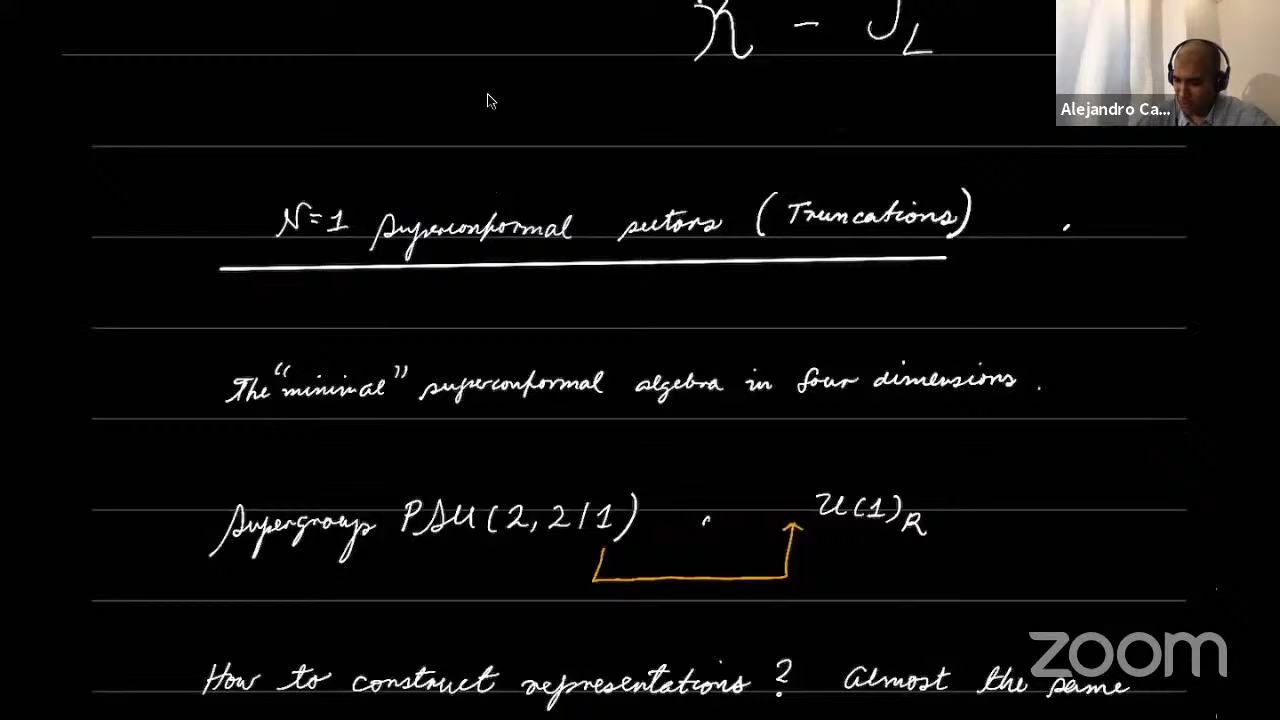 R - J_L
Alejandro Ca...
N=1 superconformal sectors (Truncations).
The "minimal" superconformal algebra in four dimensions.
Supergroup PSU(2,2|1). U(1)_R
How to construct representations? Almost the same
zoom